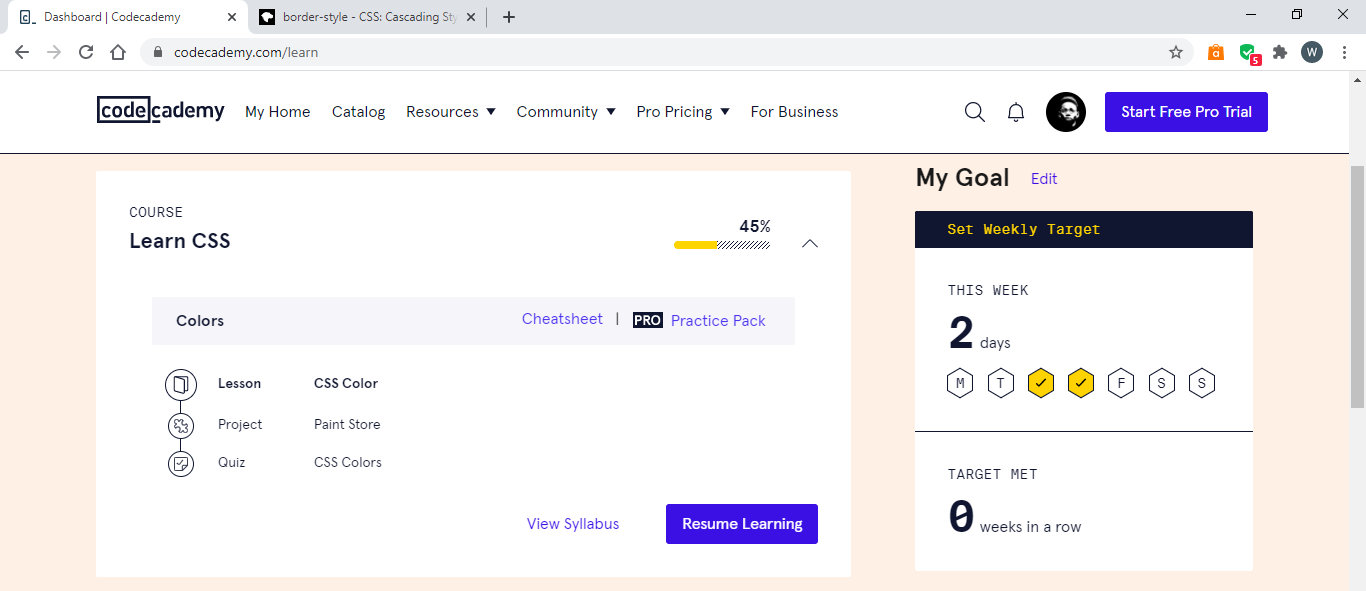 Dashboard | Codecademy
border-style - CSS: Cascading Sty
codecademy.com/learn
5
W
codecademy My Home Catalog Resources Community Pro Pricing For Business Start Free Pro Trial
My Goal Edit
COURSE
Learn CSS
45%
Set Weekly Target
Colors Cheatsheet | PRO Practice Pack
THIS WEEK
2 days
M T F S S
Lesson CSS Color
Project Paint Store
Quiz CSS Colors
View Syllabus Resume Learning
TARGET MET
0 weeks in a row